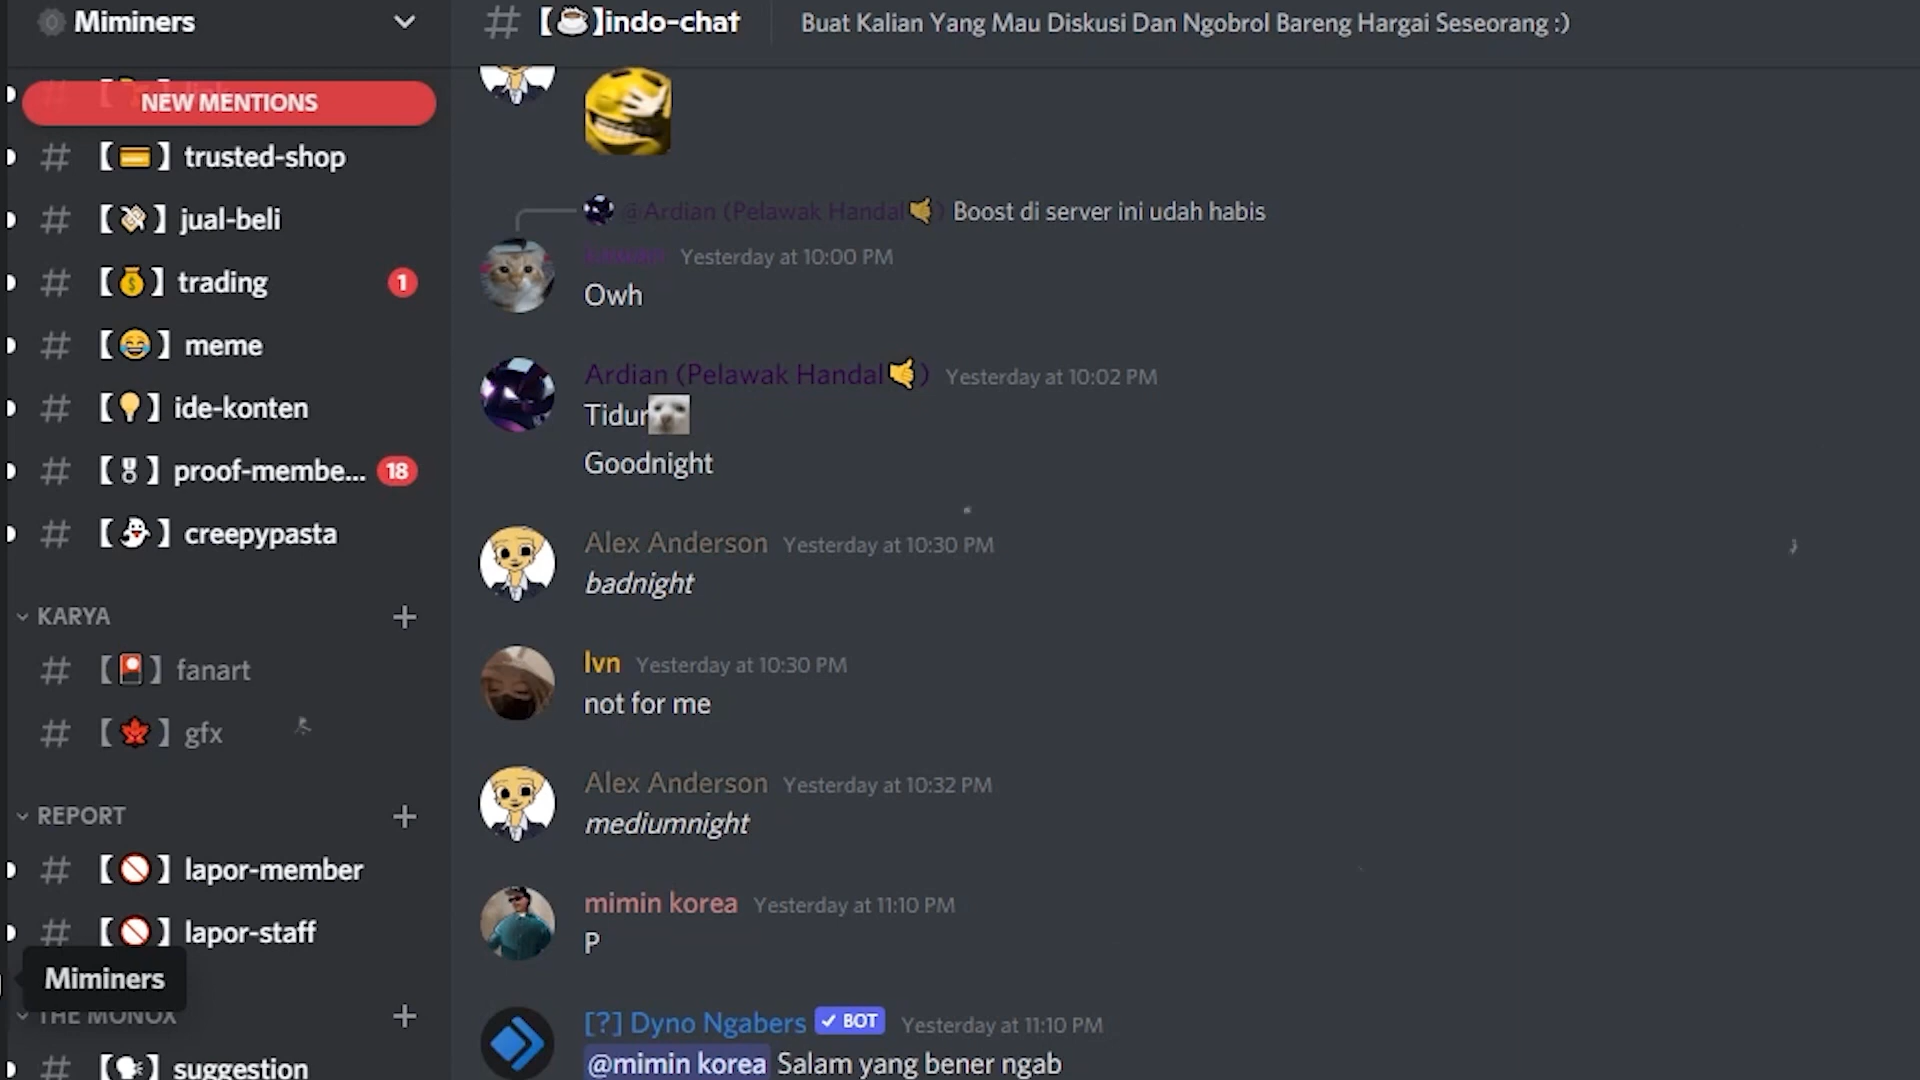 Miminers
NEW MENTIONS
# 【】 trusted-shop
# 【】 jual-beli
# 【】 trading 1
# 【】 meme
# 【】 ide-konten
# 【】 proof-membe... 18
# 【】 creepypasta
KARYA
# 【】 fanart
# 【】 gfx
REPORT
# 【】 lapor-member
# 【】 lapor-staff
Miminers
THE MONOX
# 【】 suggestion
# 【☕】indo-chat
Buat Kalian Yang Mau Diskusi Dan Ngobrol Bareng Hargai Seseorang :)
@Ardian (Pelawak Handal🤙) Boost di server ini udah habis
Yesterday at 10:00 PM
Owh
Ardian (Pelawak Handal🤙) Yesterday at 10:02 PM
Tidur
Goodnight
Alex Anderson Yesterday at 10:30 PM
badnight
Yesterday at 10:30 PM
not for me
Alex Anderson Yesterday at 10:32 PM
mediumnight
mimin korea Yesterday at 11:10 PM
P
[?] Dyno Ngabers ✓ BOT Yesterday at 11:10 PM
@mimin korea Salam yang bener ngab